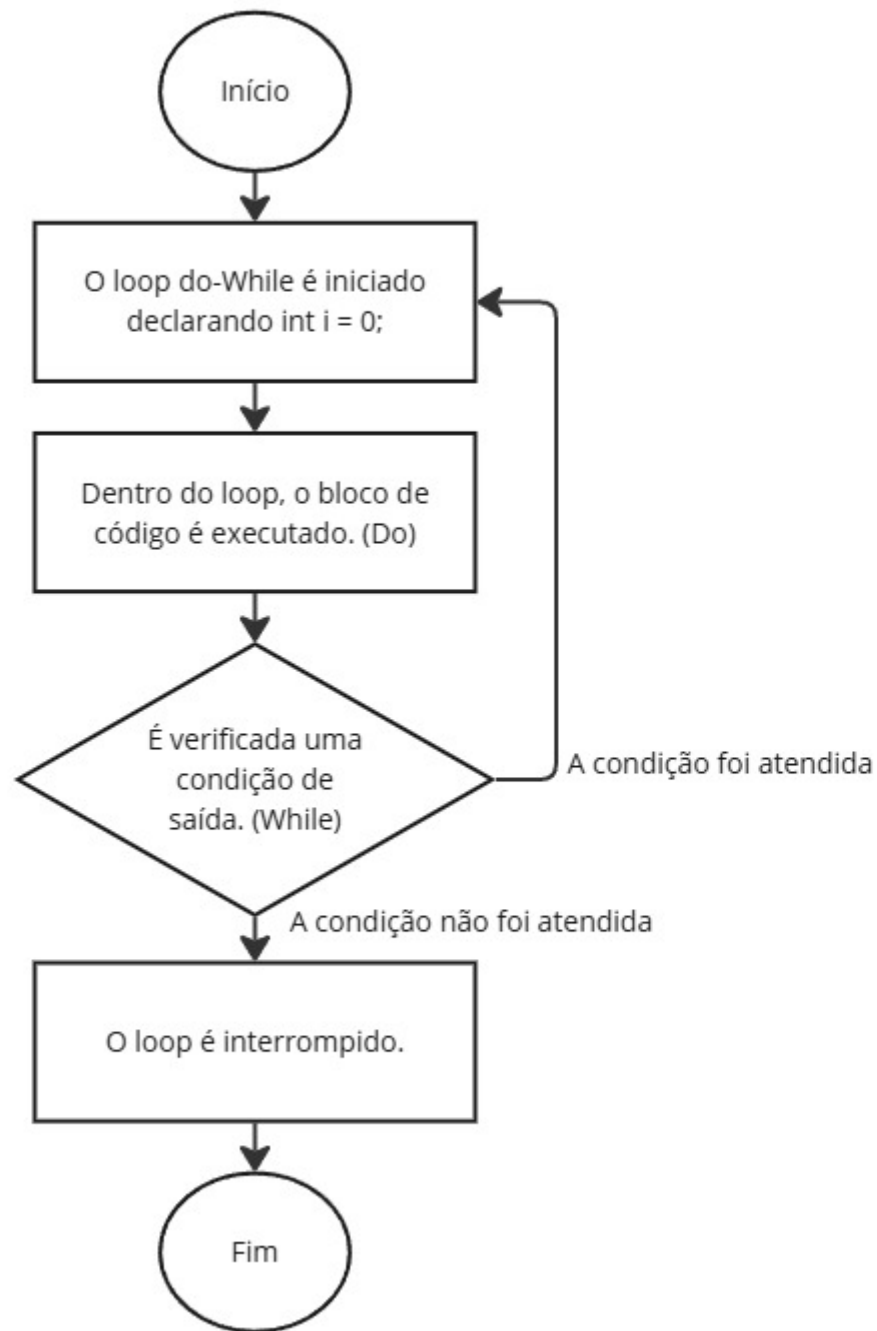 Início
O loop do-While é iniciado
declarando int i = 0;
Dentro do loop, o bloco de
código é executado. (Do)
É verificada uma
condição de
saída. (While)
A condição foi atendida
A condição não foi atendida
O loop é interrompido.
Fim